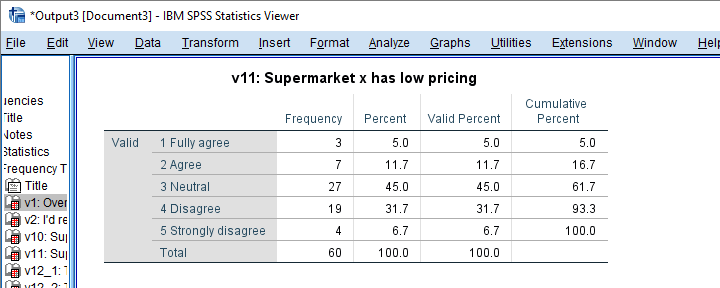 *Output3 [Document3] - IBM SPSS Statistics Viewer
File Edit View Data Transform Insert Format Analyze Graphs Utilities Extensions Window Help
Title
Notes
Statistics
Frequency T
Title
v1: Over
v2: I'd re
v10: Sup
v11: Sup
v12_1: T
v11: Supermarket x has low pricing
Frequency Percent Valid Percent Cumulative Percent
Valid 1 Fully agree 3 5.0 5.0 5.0
2 Agree 7 11.7 11.7 16.7
3 Neutral 27 45.0 45.0 61.7
4 Disagree 19 31.7 31.7 93.3
5 Strongly disagree 4 6.7 6.7 100.0
Total 60 100.0 100.0